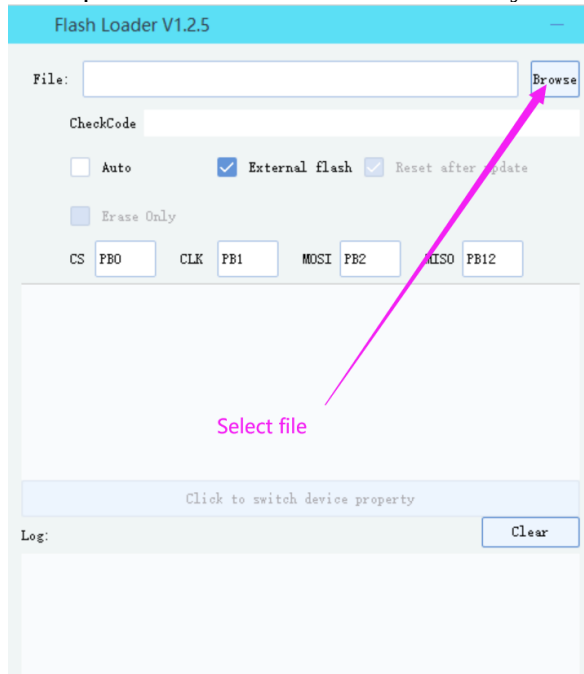 Flash Loader V1.2.5
File: Browse
CheckCode
Auto External flash Reset after update
Erase Only
CS PB0 CLK PB1 MOSI PB2 MISO PB12
Select file
Click to switch device property
Log: Clear